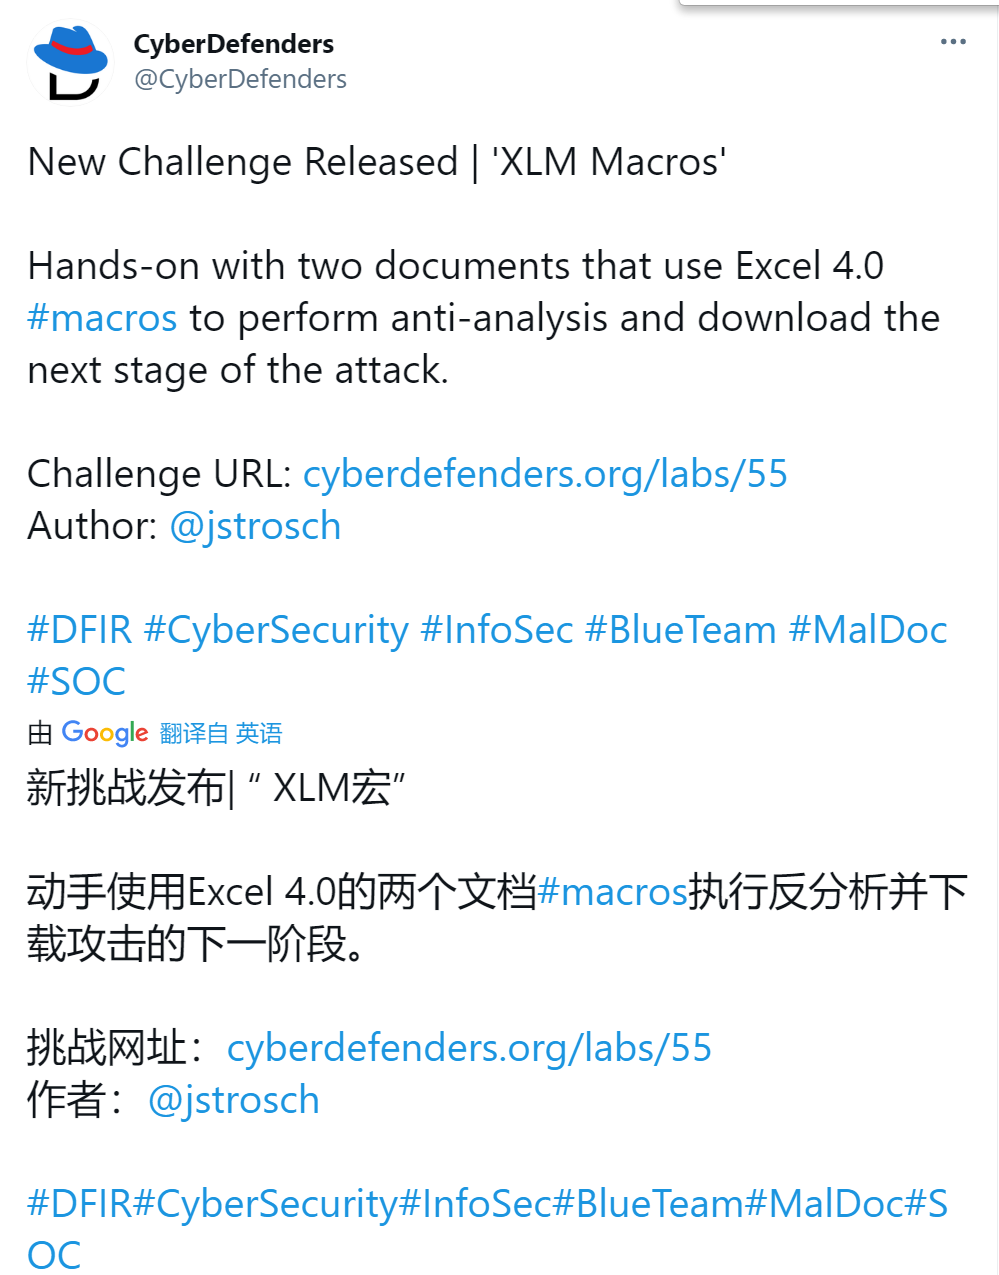 CyberDefenders
@CyberDefenders
New Challenge Released | 'XLM Macros'
Hands-on with two documents that use Excel 4.0
#macros to perform anti-analysis and download the
next stage of the attack.
Challenge URL: cyberdefenders.org/labs/55
Author: @jstrosch
#DFIR #CyberSecurity #InfoSec #BlueTeam #MalDoc
#SOC
由 Google 翻译自 英语
新挑战发布| “ XLM宏”
动手使用Excel 4.0的两个文档#macros执行反分析并下
载攻击的下一阶段。
挑战网址：cyberdefenders.org/labs/55
作者：@jstrosch
#DFIR#CyberSecurity#InfoSec#BlueTeam#MalDoc#S
OC